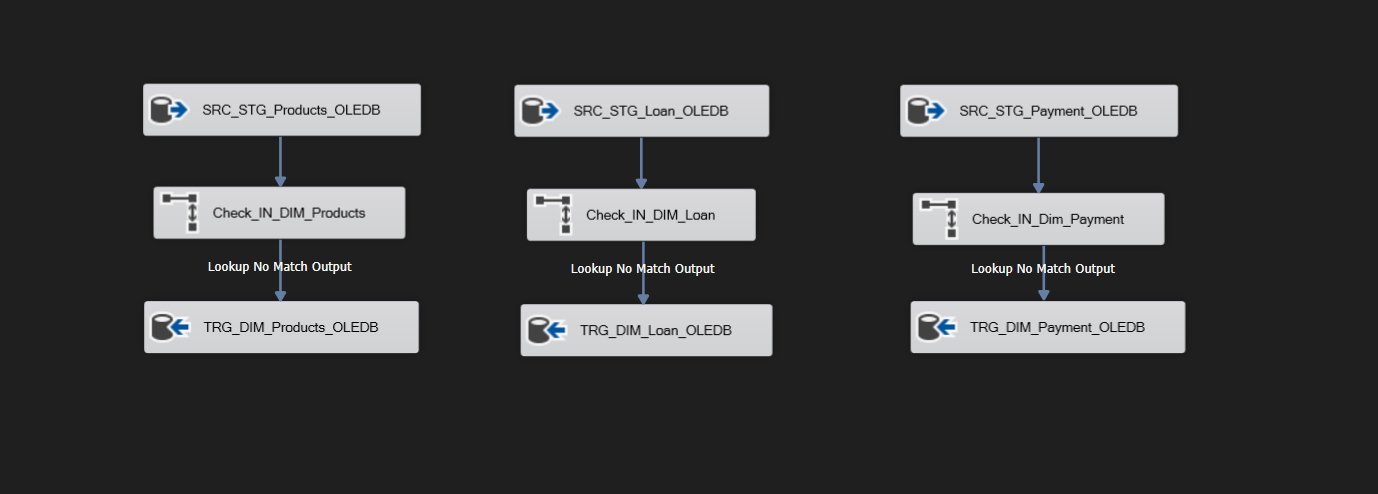 SRC_STG_Products_OLEDB
SRC_STG_Loan_OLEDB
SRC_STG_Payment_OLEDB
Check_IN_DIM_Products
Check_IN_DIM_Loan
Check_IN_Dim_Payment
Lookup No Match Output
Lookup No Match Output
Lookup No Match Output
TRG_DIM_Products_OLEDB
TRG_DIM_Loan_OLEDB
TRG_DIM_Payment_OLEDB